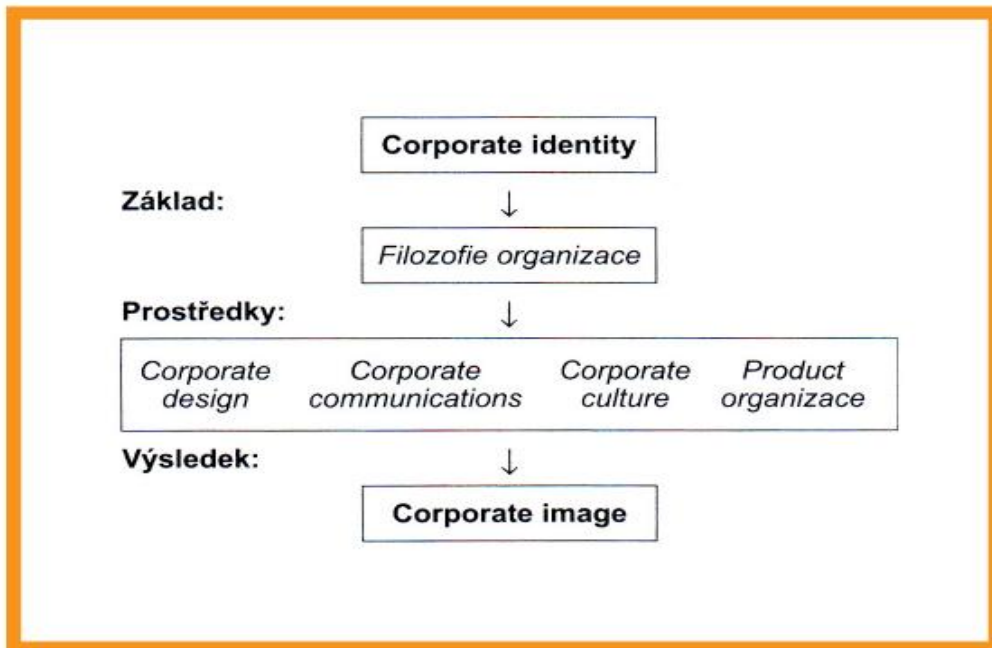 Corporate identity
Základ:
Filozofie organizace
Prostředky:
Corporate Corporate Corporate Product
design communications culture organizace
Výsledek:
Corporate image